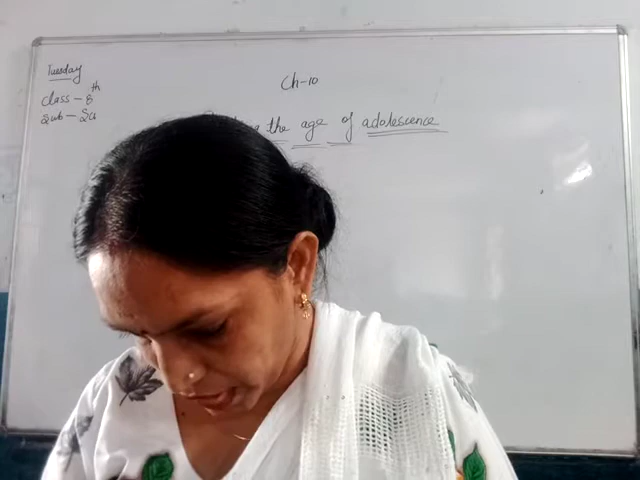 Tuesday
Class - 8th
Sub - Sci
Ch-10
the age of adolescence